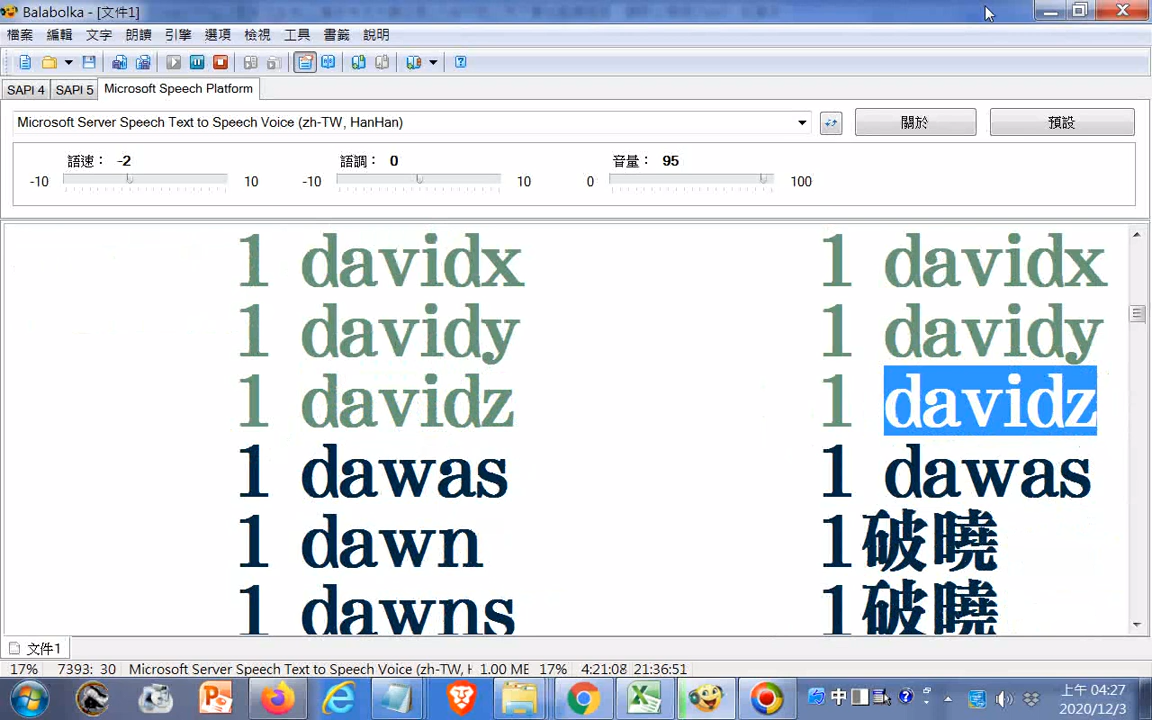 Balabolka - [文件1]
檔案 編輯 文字 朗讀 引擎 選項 檢視 工具 書籤 說明
SAPI 4 SAPI 5 Microsoft Speech Platform
Microsoft Server Speech Text to Speech Voice (zh-TW, HanHan) 關於 預設
語速： -2 語調： 0 音量： 95
-10 10 -10 10 0 100
1 davidx 1 davidx
1 davidy 1 davidy
1 davidz 1 davidz
1 dawas 1 dawas
1 dawn 1破曉
1 dawns 1破曉
文件1
17% 7393: 30 Microsoft Server Speech Text to Speech Voice (zh-TW, 1.00 ME 17% 4:21:08 21:36:51
中 上午 04:27
2020/12/3